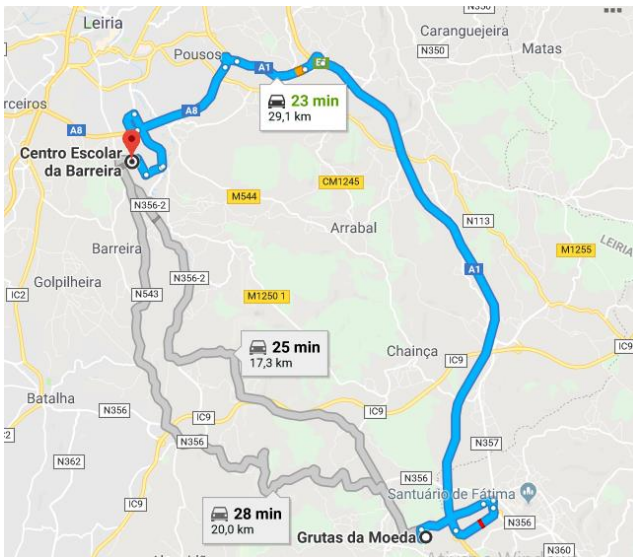 N350
Leiria
Caranguejeira
N350
Matas
Pousos
A1
23 min
29,1 km
rceiros
A8
A8
Centro Escolar
da Barreira
CM1245
M544
N356-2
Arrabal
N113
M1255
LEIRIA
Barreira
N356-2
A1
Golpilheira
N543
IC2
M1250 1
IC9
25 min
17,3 km
Chainça
IC9
Batalha
N356
IC9
N356
N357
N362
N356
Santuário de Fátima
28 min
20,0 km
N356
Grutas da Moeda
N360